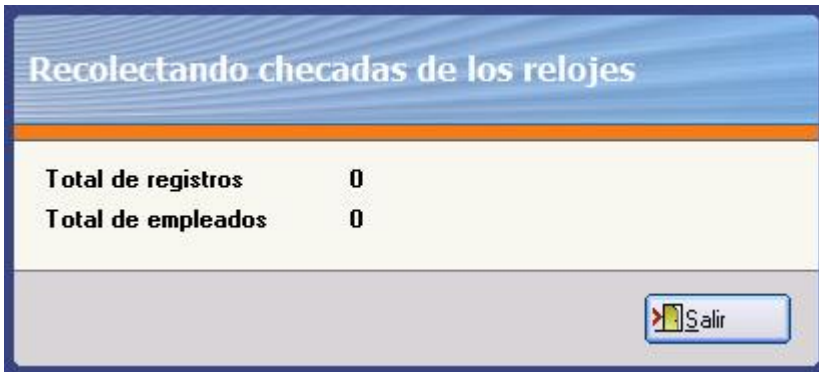 Recolectando checadas de los relojes
Total de registros 0
Total de empleados 0
Salir